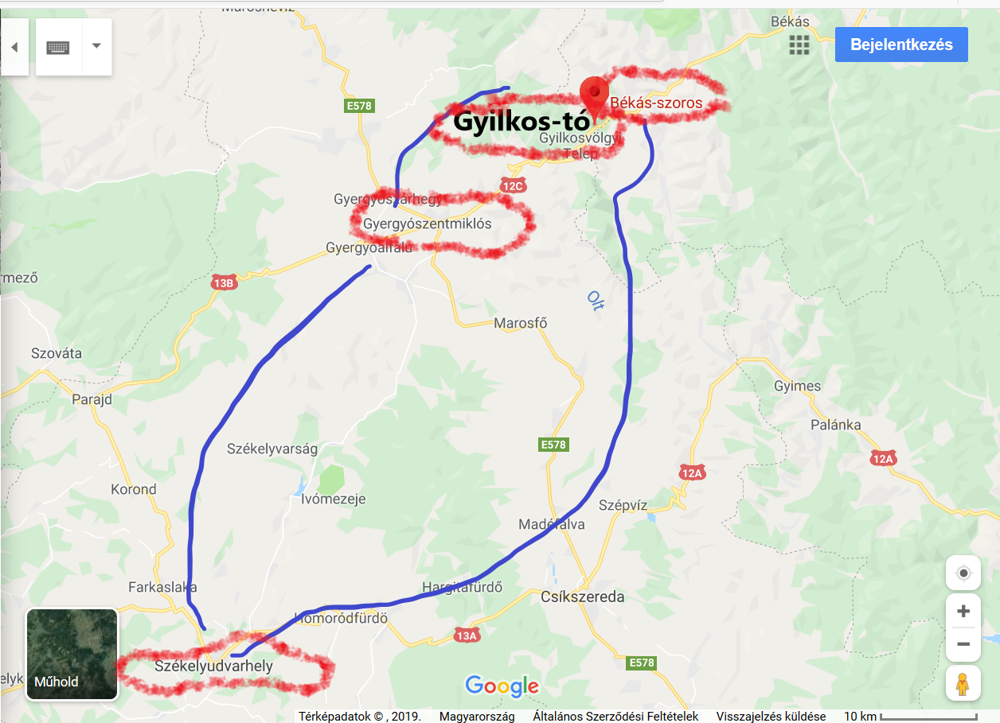 Bejelentkezés
Békás
E578
Békás-szoros
Gyilkos-tó
Gyilkosvölgyi
Telep
12C
Gyergyószárhegy
Gyergyószentmiklós
Gyergyóalfalu
13B
rmező
Olt
Marosfő
Szováta
Parajd
Gyimes
Palánka
E578
Székelyvarság
12A
12A
Korond
Ivómezeje
Szépvíz
Madéfalva
Farkaslaka
Hargitafürdő
Csíkszereda
Homoródfürdő
13A
Székelyudvarhely
E578
elyk
Műhold
Google
Térképadatok © , 2019. Magyarország Általános Szerződési Feltételek Visszajelzés küldése 10 km